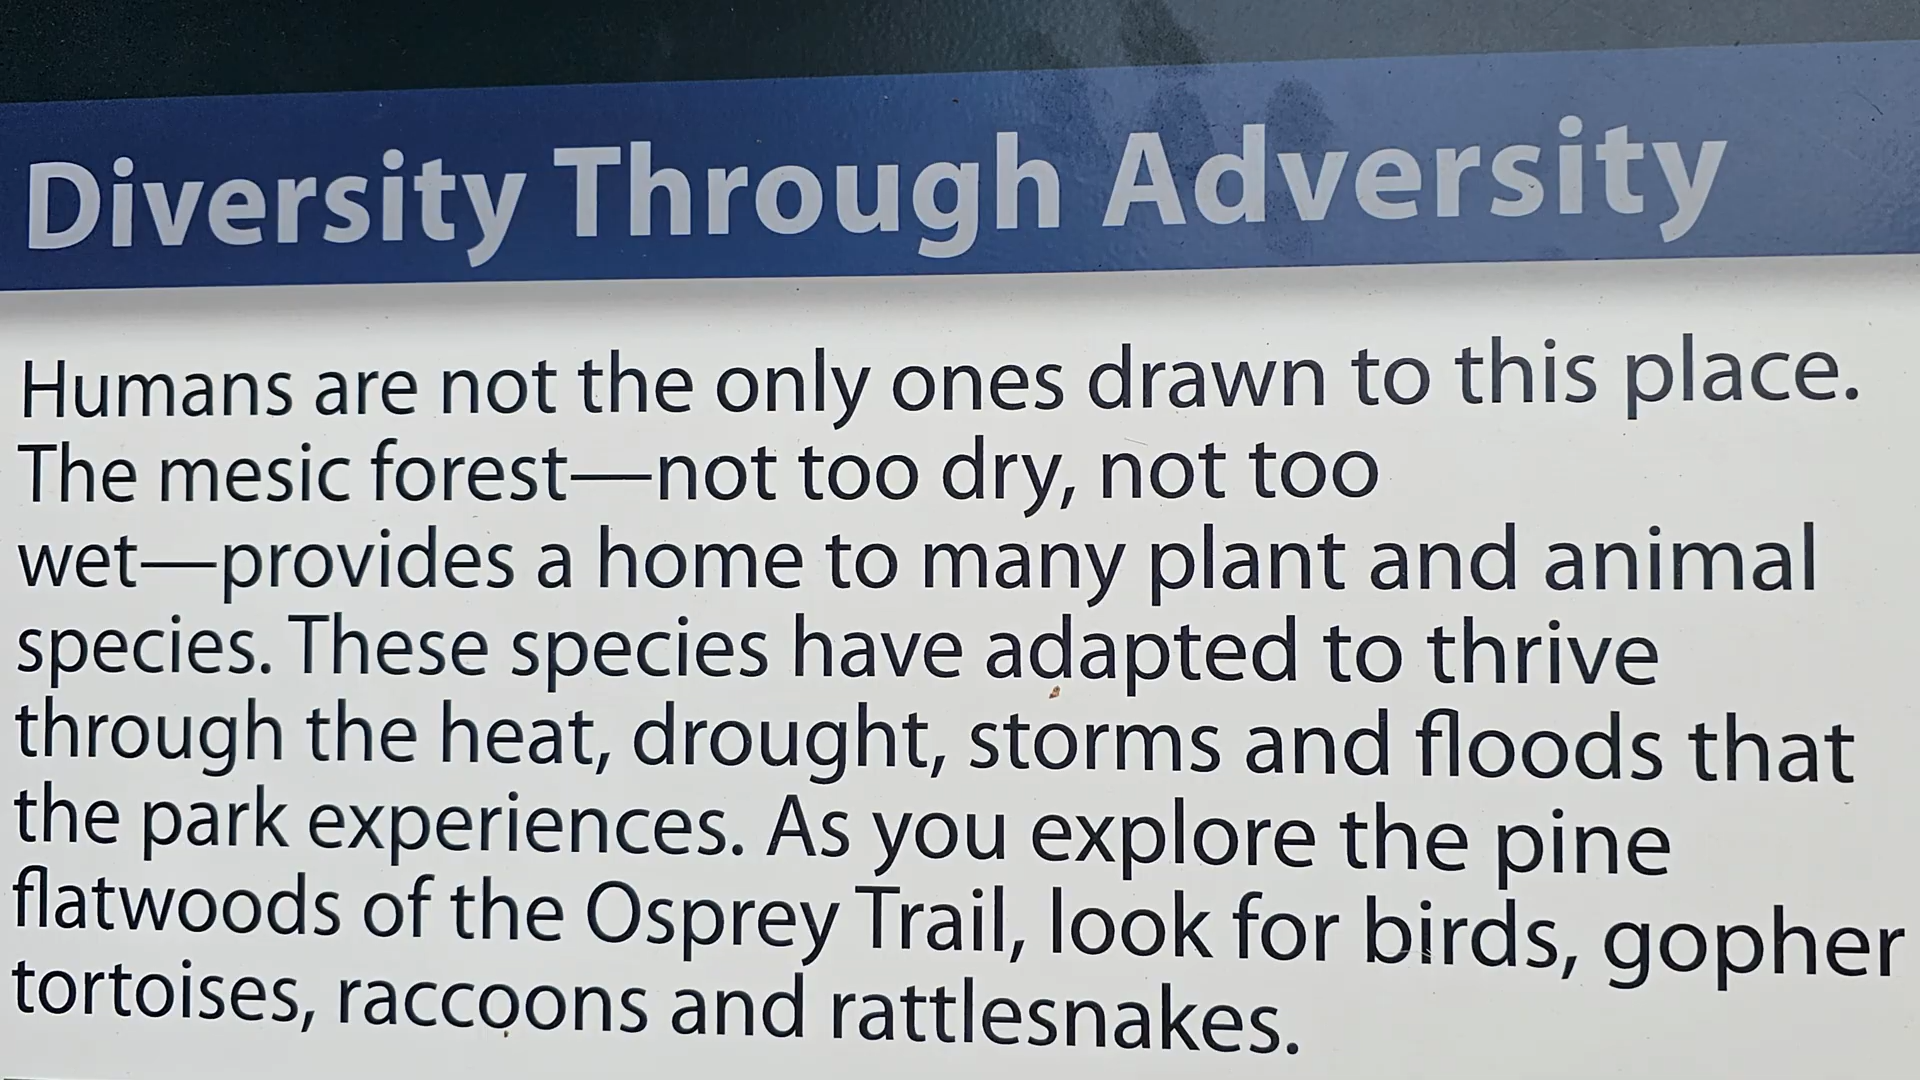 Diversity Through Adversity
Humans are not the only ones drawn to this place.
The mesic forest—not too dry, not too
wet—provides a home to many plant and animal
species. These species have adapted to thrive
through the heat, drought, storms and floods that
the park experiences. As you explore the pine
flatwoods of the Osprey Trail, look for birds, gopher
tortoises, raccoons and rattlesnakes.